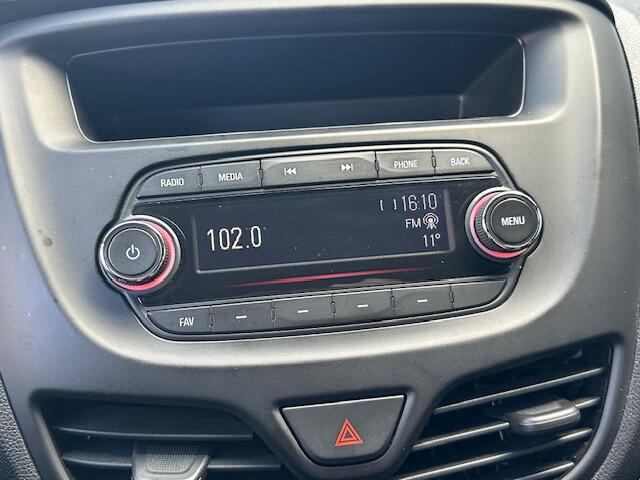 RADIO MEDIA PHONE BACK
[ ] 16:10
102.0 FM
11°
MENU
FAV